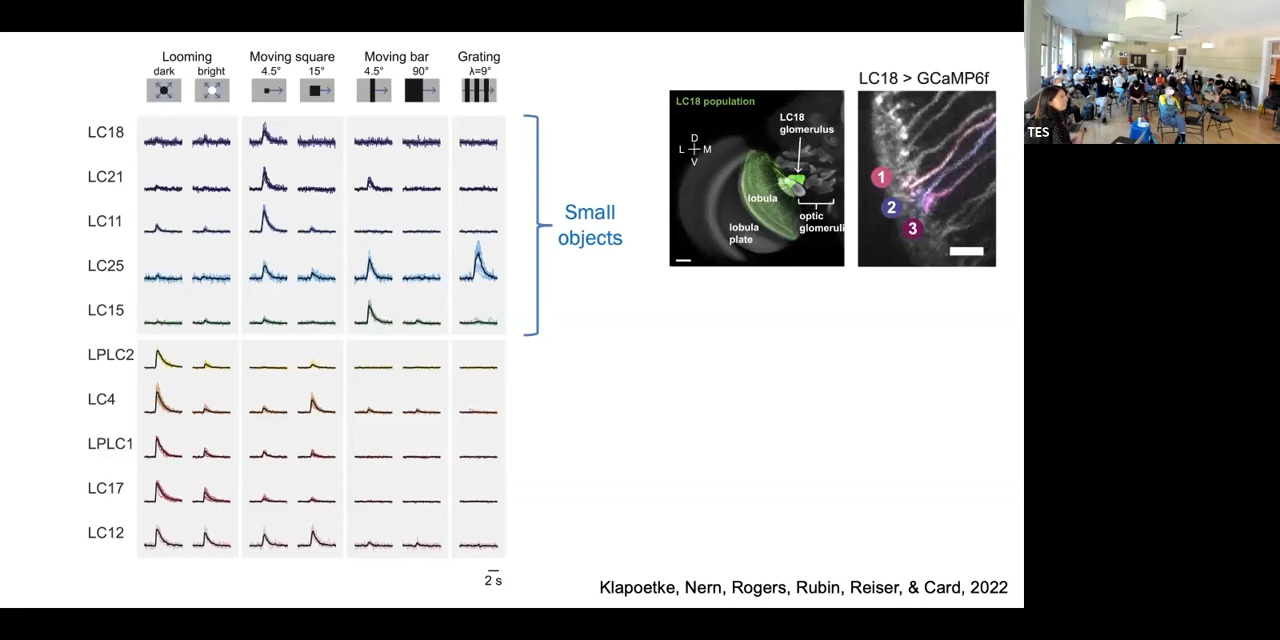 Looming
Moving square
Moving bar
Grating
dark
bright
4.5°
15°
4.5°
90°
λ=9°
LC18
LC21
LC11
LC25
LC15
LPLC2
LC4
LPLC1
LC17
LC12
2 s
Small
objects
LC18 population
D
L M
V
LC18
glomerulus
lobula
lobula
plate
optic
glomeruli
LC18 > GCaMP6f
1
2
3
TES
Klapoetke, Nern, Rogers, Rubin, Reiser, & Card, 2022